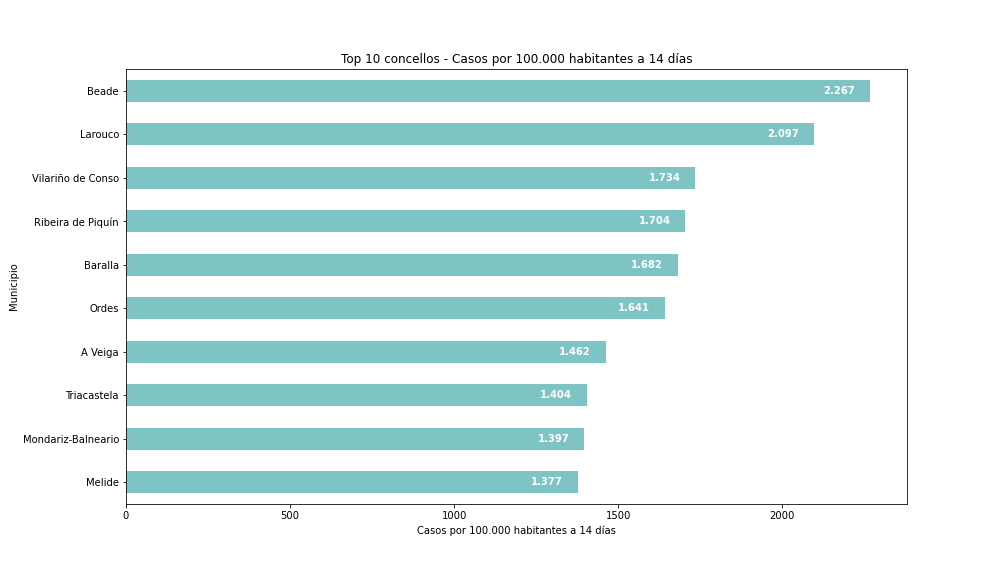 Top 10 concellos - Casos por 100.000 habitantes a 14 días
Municipio
Beade 2.267
Larouco 2.097
Vilariño de Conso 1.734
Ribeira de Piquín 1.704
Baralla 1.682
Ordes 1.641
A Veiga 1.462
Triacastela 1.404
Mondariz-Balneario 1.397
Melide 1.377
0 500 1000 1500 2000
Casos por 100.000 habitantes a 14 días